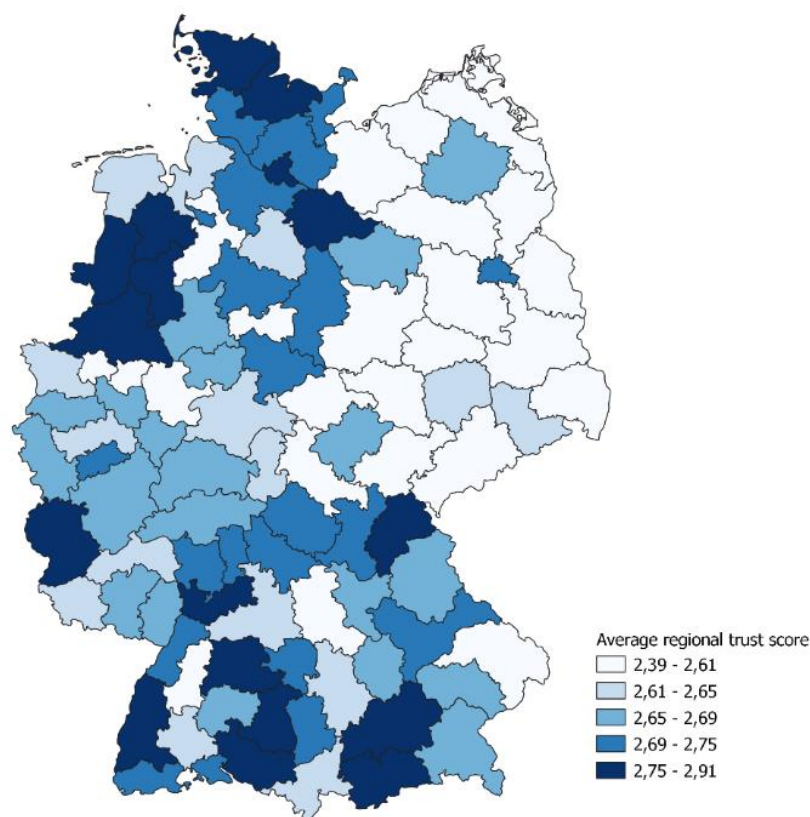 Average regional trust score
2,39 - 2,61
2,61 - 2,65
2,65 - 2,69
2,69 - 2,75
2,75 - 2,91